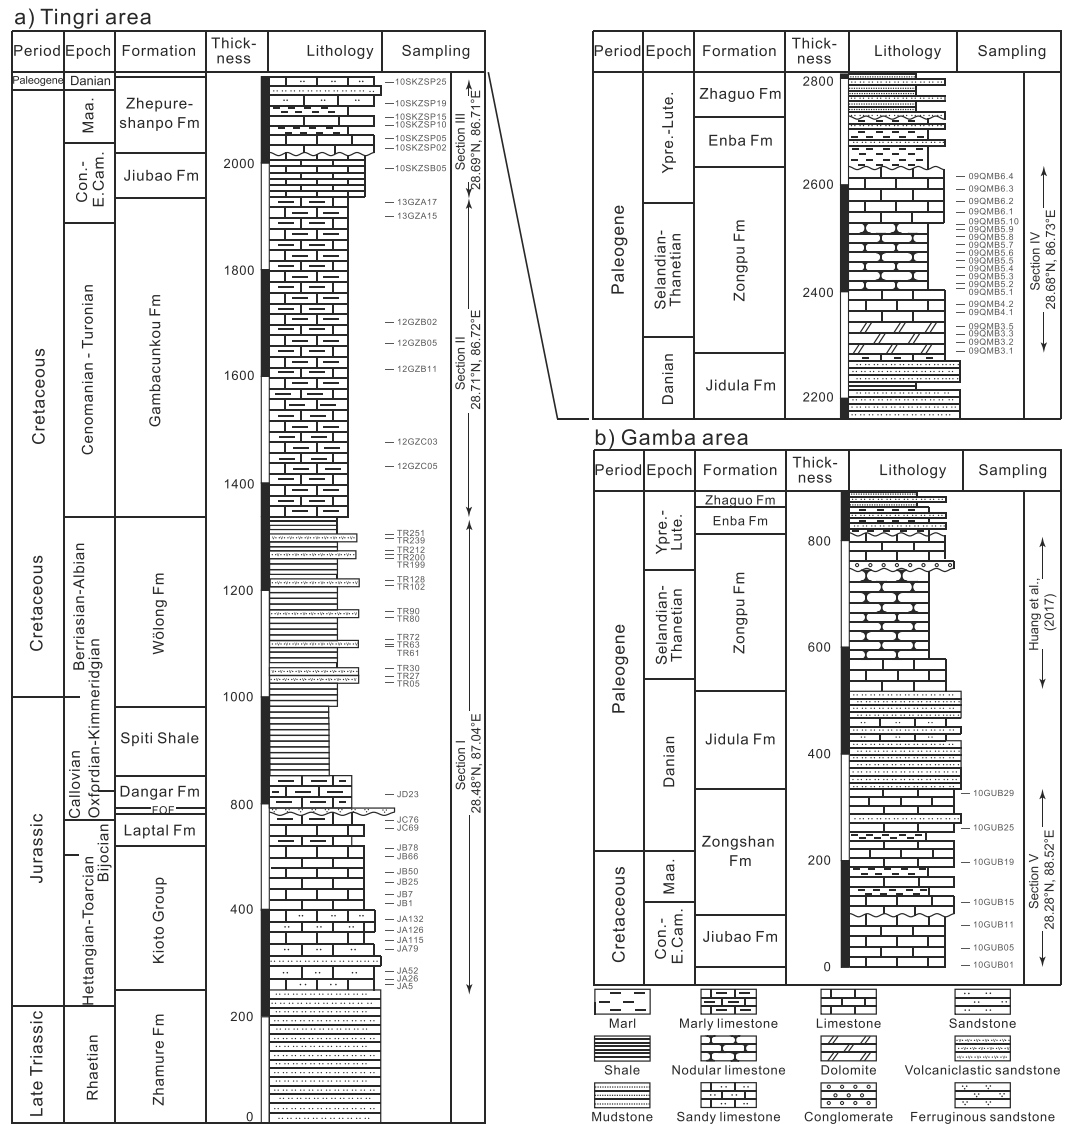 a) Tingri area
Period Epoch Formation Thick-ness Lithology Sampling
Paleogene Danian
Maa.
Zhepure-
shanpo Fm
Con.-
E.Cam.
Jiubao Fm
Cretaceous
Cenomanian - Turonian
Gambacunkou Fm
Cretaceous
Berriasian-Albian
Wölong Fm
Oxfordian-Kimmeridgian
Spiti Shale
Callovian
Dangar Fm
FOF
Jurassic
Bijocian
Laptal Fm
Hettangian-Toarcian
Kioto Group
Late Triassic
Rhaetian
Zhamure Fm
2000
1800
1600
1400
1200
1000
800
600
400
200
0
10SKZSP25
10SKZSP19
10SKZSP15
10SKZSP10
10SKZSP05
10SKZSP02
10SKZSB05
13GZA17
13GZA15
12GZB02
12GZB05
12GZB11
12GZC03
12GZC05
TR251
TR239
TR212
TR200
TR199
TR128
TR102
TR90
TR80
TR72
TR63
TR61
TR30
TR27
TR05
JD23
JC76
JC69
JB78
JB66
JB50
JB25
JB7
JB1
JA132
JA126
JA115
JA79
JA52
JA26
JA5
Section III
28.69°N, 86.71°E
Section II
28.71°N, 86.72°E
Section I
28.48°N, 87.04°E
Period Epoch Formation Thick-ness Lithology Sampling
Paleogene
Ypre.-Lute.
Selandian-
Thanetian
Danian
Zhaguo Fm
Enba Fm
Zongpu Fm
Jidula Fm
2800
2600
2400
2200
09QMB6.4
09QMB6.3
09QMB6.2
09QMB6.1
09QMB5.10
09QMB5.9
09QMB5.8
09QMB5.7
09QMB5.6
09QMB5.5
09QMB5.4
09QMB5.3
09QMB5.2
09QMB5.1
09QMB4.2
09QMB4.1
09QMB3.5
09QMB3.3
09QMB3.2
09QMB3.1
Section IV
28.68°N, 86.73°E
b) Gamba area
Period Epoch Formation Thick-ness Lithology Sampling
Paleogene
Cretaceous
Ypre.-
Lute.
Selandian-
Thanetian
Danian
Maa.
Con.-
E.Cam.
Zhaguo Fm
Enba Fm
Zongpu Fm
Jidula Fm
Zongshan
Fm
Jiubao Fm
800
600
400
200
0
10GUB29
10GUB25
10GUB19
10GUB15
10GUB11
10GUB05
10GUB01
Huang et al.,
(2017)
Section V
28.28°N, 88.52°E
Marl Marly limestone Limestone Sandstone
Shale Nodular limestone Dolomite Volcaniclastic sandstone
Mudstone Sandy limestone Conglomerate Ferruginous sandstone